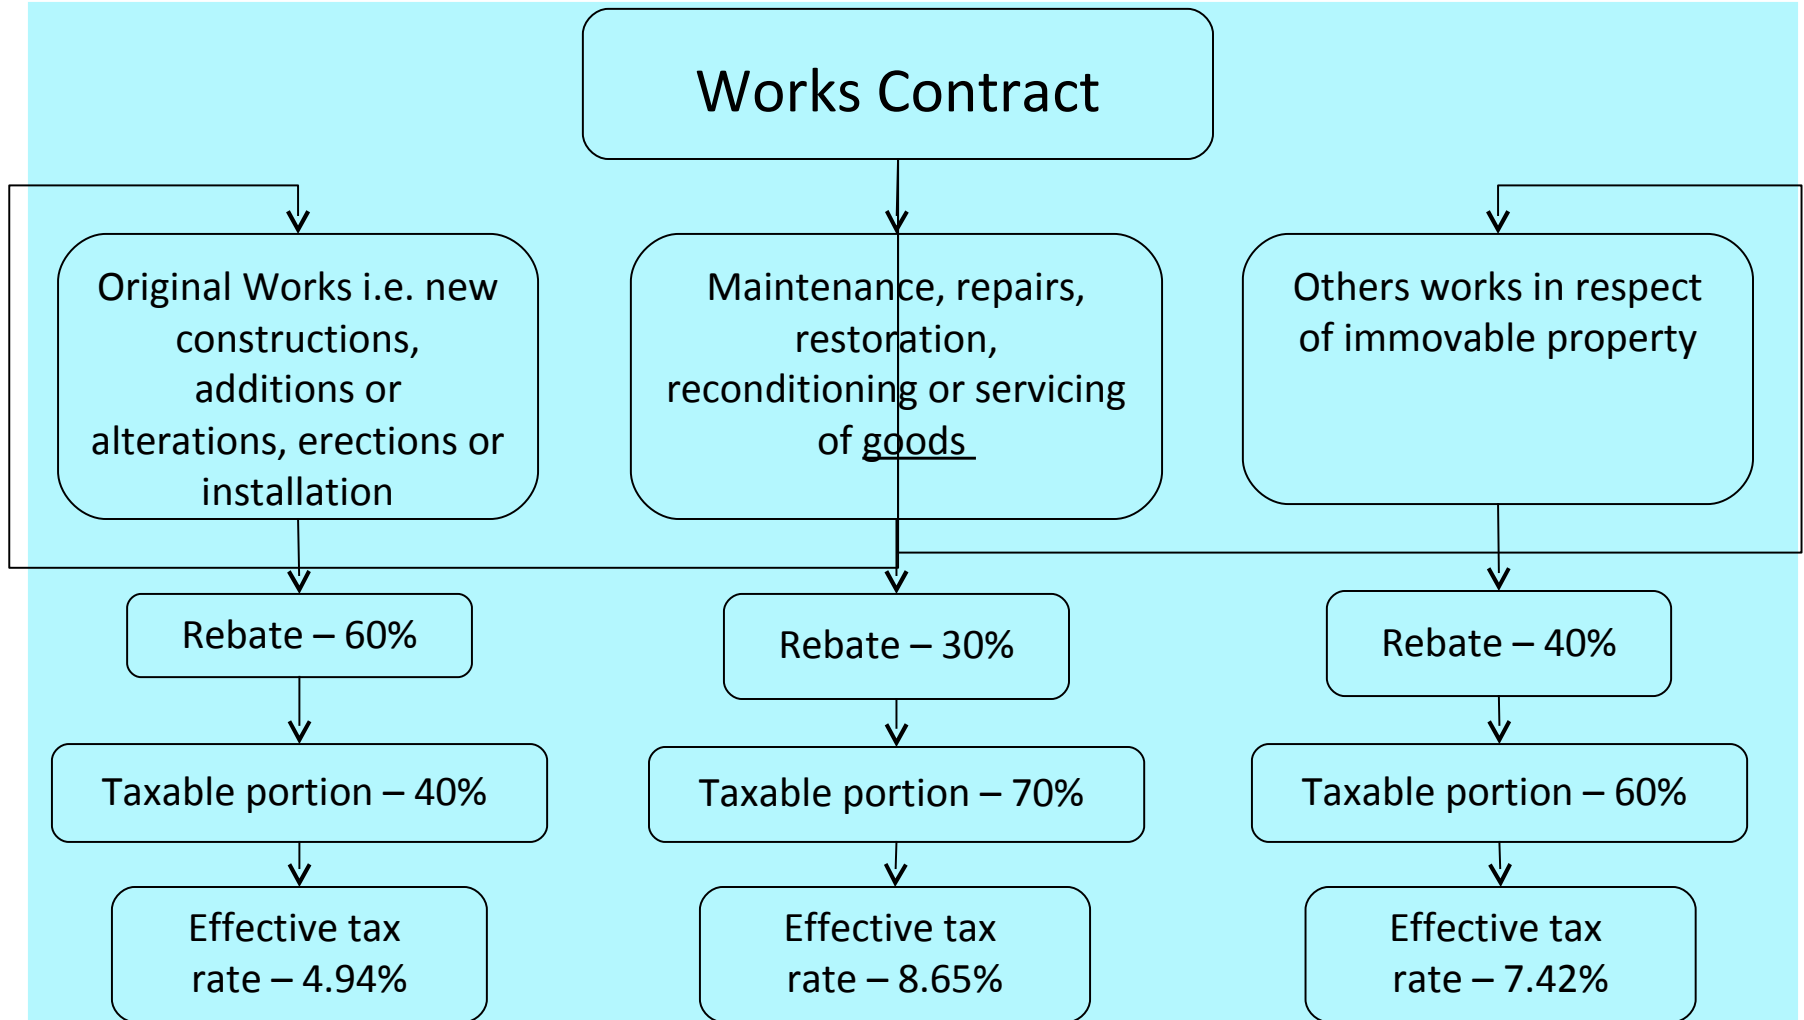 Works Contract
Original Works i.e. new
constructions,
additions or
alterations, erections or
installation
Maintenance, repairs,
restoration,
reconditioning or servicing
of goods
Others works in respect
of immovable property
Rebate – 60%
Rebate – 30%
Rebate – 40%
Taxable portion – 40%
Taxable portion – 70%
Taxable portion – 60%
Effective tax
rate – 4.94%
Effective tax
rate – 8.65%
Effective tax
rate – 7.42%